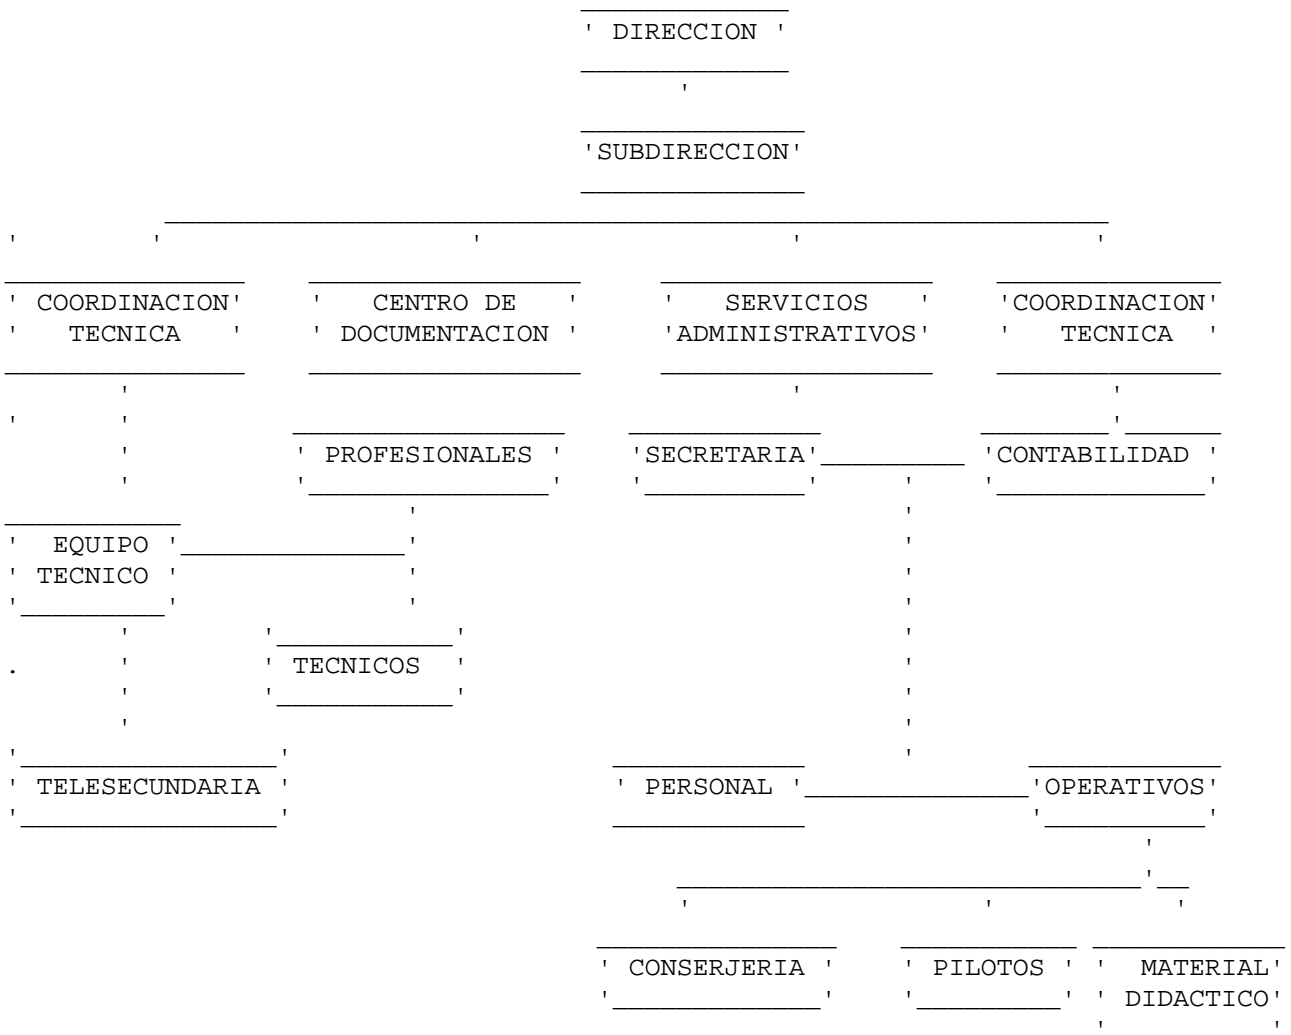 DIRECCION
SUBDIRECCION
COORDINACION CENTRO DE SERVICIOS COORDINACION
TECNICA DOCUMENTACION ADMINISTRATIVOS TECNICA
PROFESIONALES SECRETARIA CONTABILIDAD
EQUIPO
TECNICO
TECNICOS
TELESECUNDARIA PERSONAL OPERATIVOS
CONSERJERIA PILOTOS MATERIAL
DIDACTICO